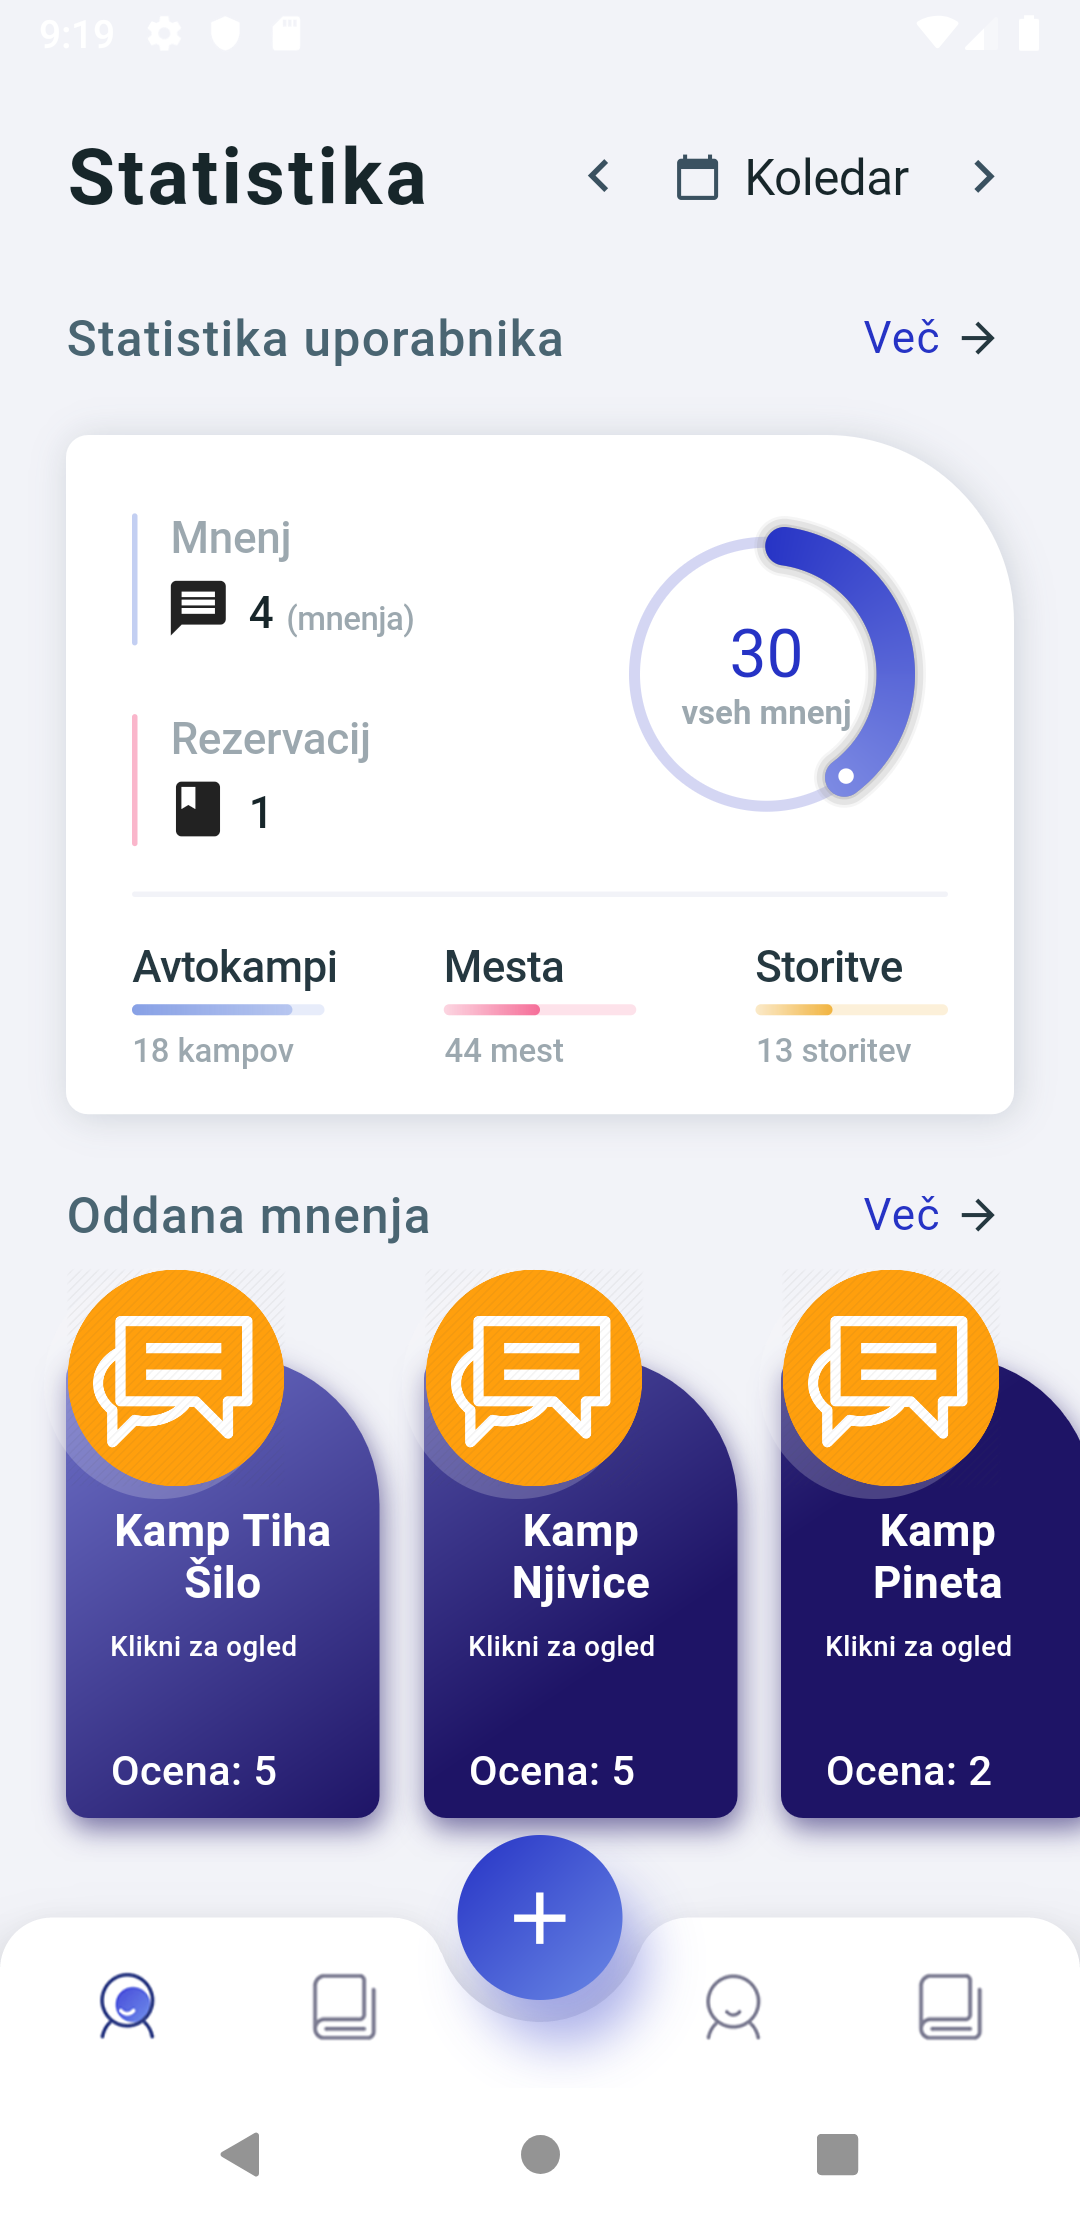 9:19
Statistika
Koledar
Statistika uporabnika
Več
Mnenj
4 (mnenja)
Rezervacij
1
30
vseh mnenj
Avtokampi
Mesta
Storitve
18 kampov
44 mest
13 storitev
Oddana mnenja
Več
Kamp Tiha
Šilo
Klikni za ogled
Ocena: 5
Kamp
Njivice
Klikni za ogled
Ocena: 5
Kamp
Pineta
Klikni za ogled
Ocena: 2